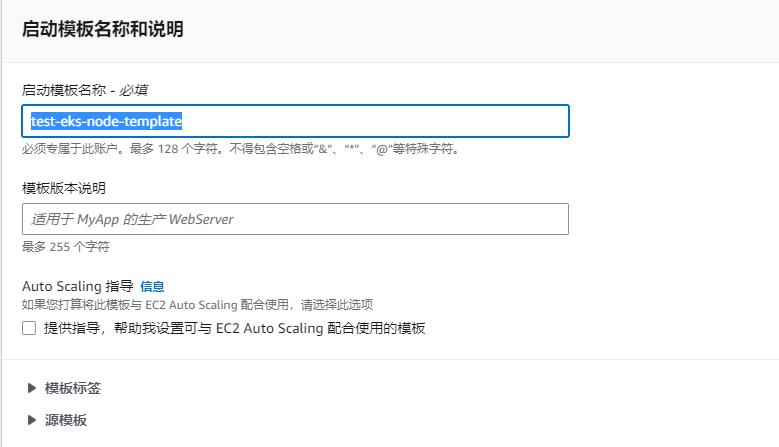 启动模板名称和说明
启动模板名称 - 必填
test-eks-node-template
必须专属于此账户。最多 128 个字符。不得包含空格或“&”、“*”、“@”等特殊字符。
模板版本说明
适用于 MyApp 的生产 WebServer
最多 255 个字符
Auto Scaling 指导 信息
如果您打算将此模板与 EC2 Auto Scaling 配合使用，请选择此选项
提供指导，帮助我设置可与 EC2 Auto Scaling 配合使用的模板
模板标签
源模板